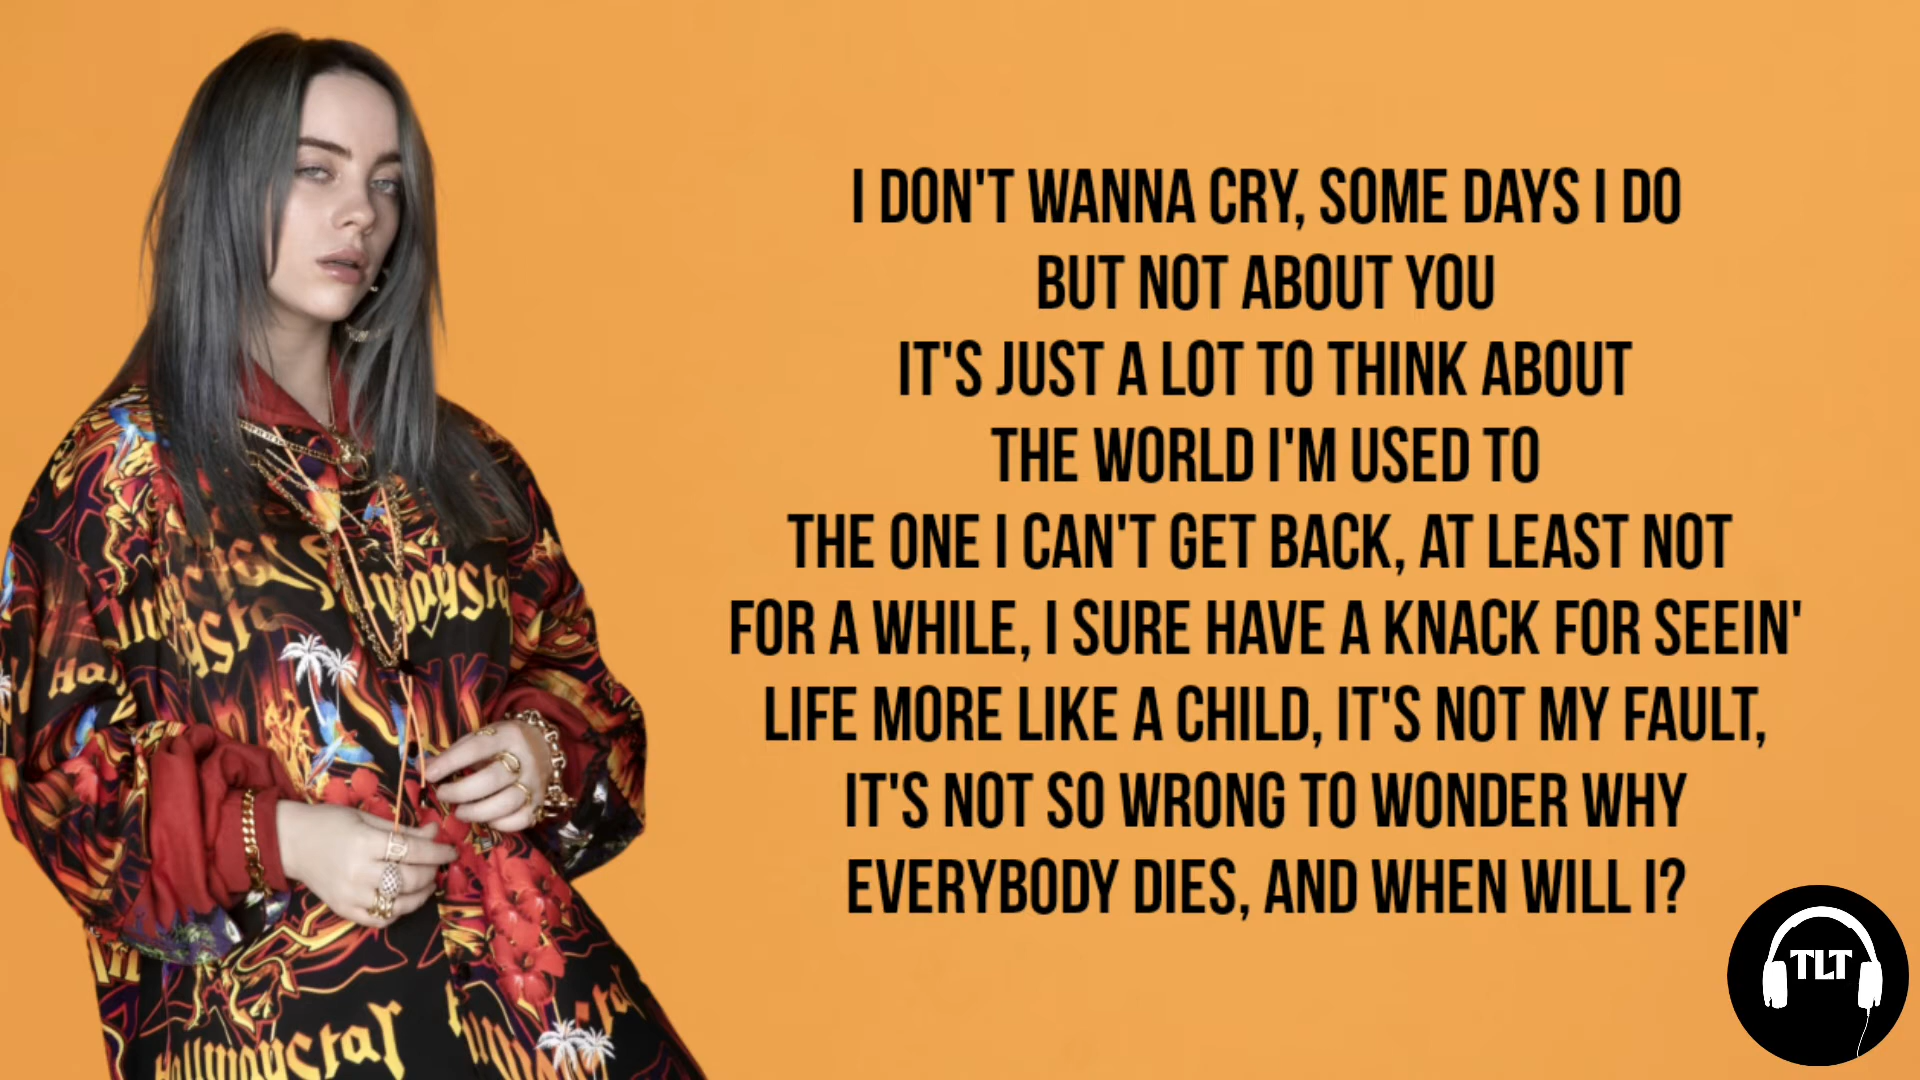 I DON'T WANNA CRY, SOME DAYS I DO
BUT NOT ABOUT YOU
IT'S JUST A LOT TO THINK ABOUT
THE WORLD I'M USED TO
THE ONE I CAN'T GET BACK, AT LEAST NOT
FOR A WHILE, I SURE HAVE A KNACK FOR SEEIN'
LIFE MORE LIKE A CHILD, IT'S NOT MY FAULT,
IT'S NOT SO WRONG TO WONDER WHY
EVERYBODY DIES, AND WHEN WILL I?
TLT
Hallwaystar